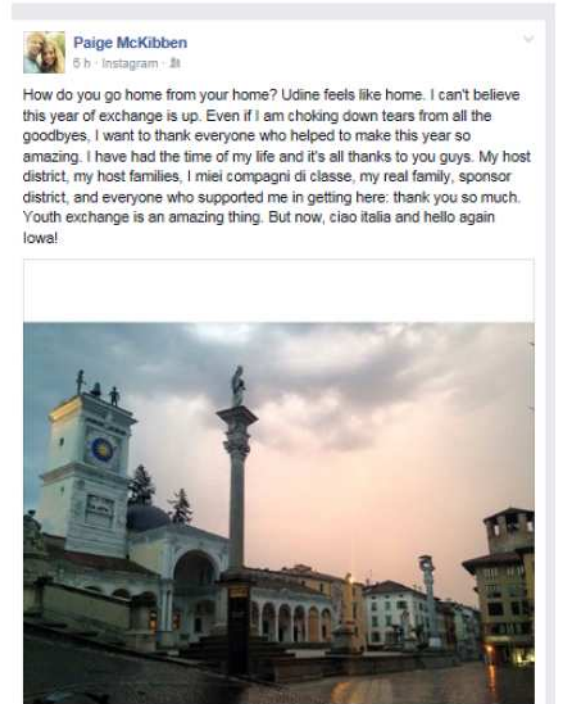 Paige McKibben
6 h · Instagram ·
How do you go home from your home? Udine feels like home. I can't believe
this year of exchange is up. Even if I am choking down tears from all the
goodbyes, I want to thank everyone who helped to make this year so
amazing. I have had the time of my life and it's all thanks to you guys. My host
district, my host families, I miei compagni di classe, my real family, sponsor
district, and everyone who supported me in getting here: thank you so much.
Youth exchange is an amazing thing. But now, ciao italia and hello again
Iowa!